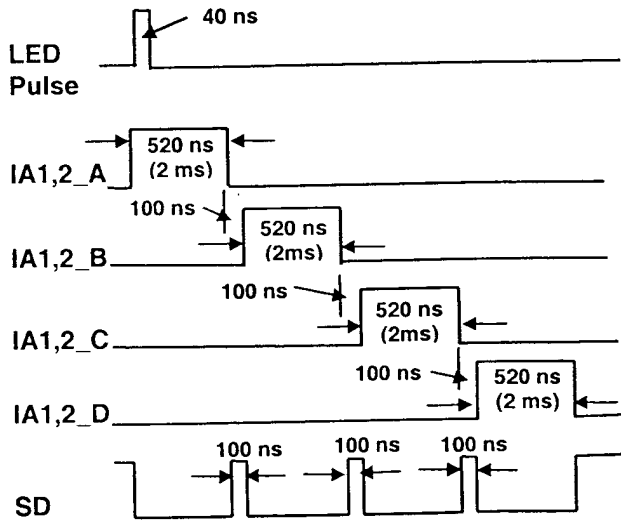 40 ns
LED
Pulse
520 ns
(2 ms)
IA1,2_A
100 ns
520 ns
(2ms)
IA1,2_B
100 ns
520 ns
(2ms)
IA1,2_C
100 ns
520 ns
(2 ms)
IA1,2_D
100 ns 100 ns 100 ns
SD